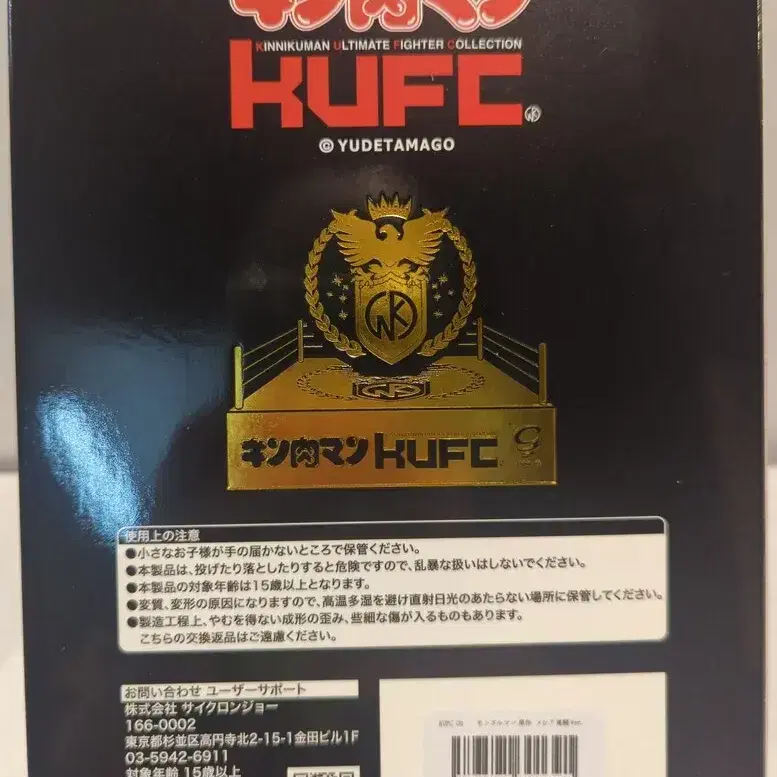 キン肉マン
KINNIKUMAN ULTIMATE FIGHTER COLLECTION
KUFC
© YUDETAMAGO
キン肉マン KUFC
使用上の注意
●小さなお子様が手の届かないところで保管ください。
●本製品は、投げたり落としたりすると危険ですので、乱暴な扱いはしないでください。
●本製品の対象年齢は15歳以上となります。
●変質、変形の原因になりますので、高温多湿を避け直射日光のあたらない場所に保管してください。
●製造工程上、やむを得ない成形の歪み、些細な傷が入るものもあります。
こちらの交換返品はご遠慮ください。
お問い合わせ ユーザーサポート
株式会社 サイクロンジョー
166-0002
東京都杉並区高円寺北2-15-1金田ビル1F
03-5942-6911
対象年齢 15歳以上